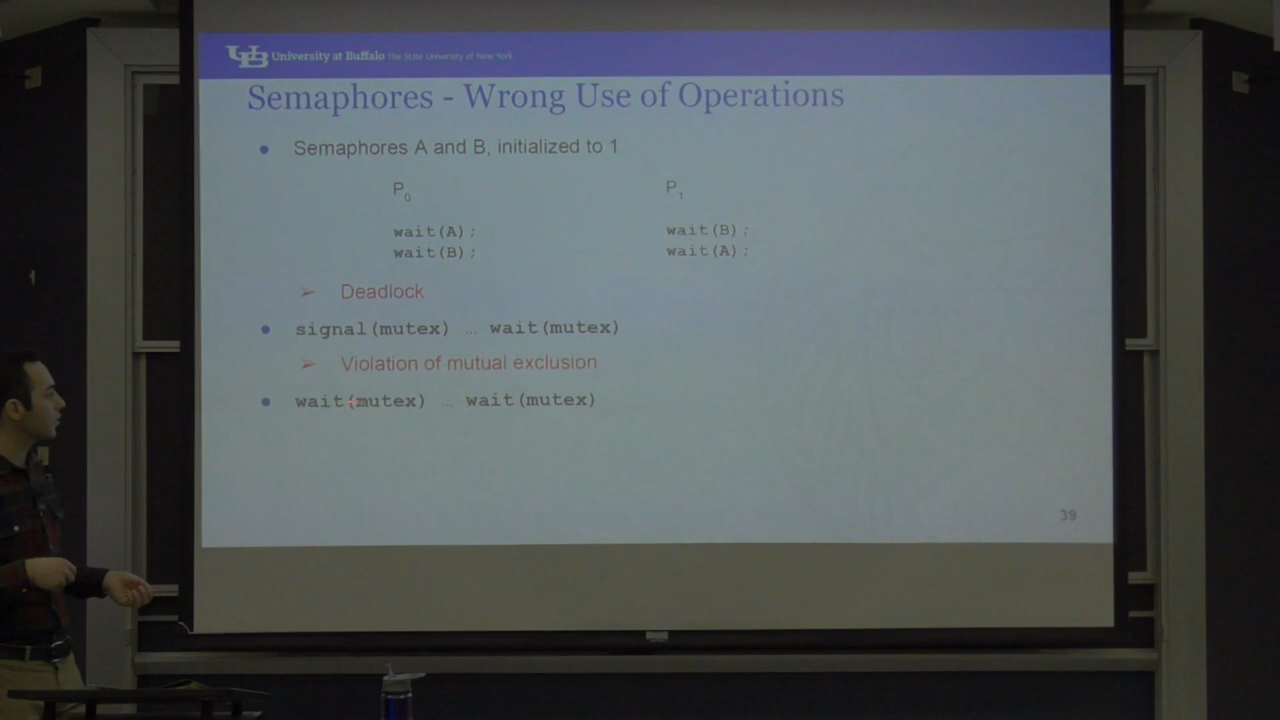 UB University at Buffalo The State University of New York
Semaphores - Wrong Use of Operations
• Semaphores A and B, initialized to 1
P0 P1
wait(A); wait(B);
wait(B); wait(A);
➢ Deadlock
• signal(mutex) … wait(mutex)
➢ Violation of mutual exclusion
• wait(mutex) … wait(mutex)
39